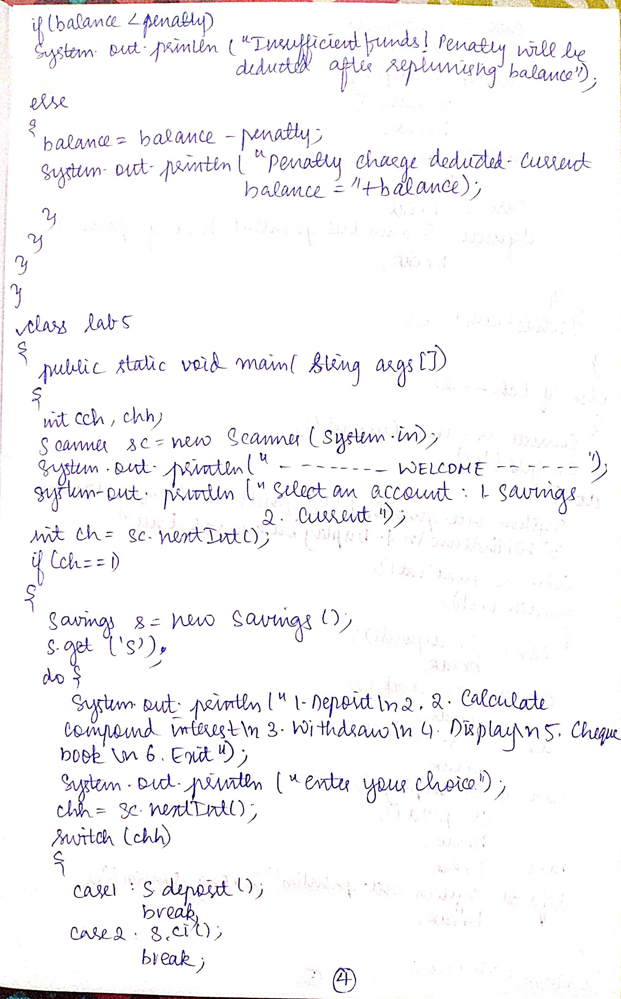 if (balance < penalty)
System. out. println ("Insufficient funds! Penalty will be
deducted after replenising balance");
else
{
balance = balance - penalty;
System. out. println ("Penalty charge deducted. Current
balance = "+balance);
}
}
}
}
class lab5
{
public static void main( String args[])
{
int cch, chh;
Scanner sc = new Scanner (System.in);
System. out. println(" - - - - - - - - WELCOME - - - - - - ");
System. out. println (" Select an account : 1. Savings
2. Current ");
int ch = sc. nextInt();
if (ch==1)
{
Savings s = new Savings ();
s. get ('S');
do {
System. out. println (" 1. Deposit \n 2. 2. Calculate
compound interest \n 3. Withdraw \n 4. Display \n 5. Cheque
book \n 6. Exit ");
System. out. println ("enter your choice");
chh = sc. nextInt();
switch (chh)
{
case1 : s. deposit ();
break;
case2 : s. ci ();
break;
4